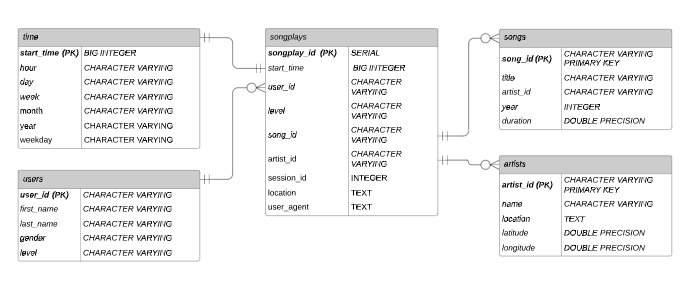 time
start_time (PK) BIG INTEGER
hour CHARACTER VARYING
day CHARACTER VARYING
week CHARACTER VARYING
month CHARACTER VARYING
year CHARACTER VARYING
weekday CHARACTER VARYING
users
user_id (PK) CHARACTER VARYING
first_name CHARACTER VARYING
last_name CHARACTER VARYING
gender CHARACTER VARYING
level CHARACTER VARYING
songplays
songplay_id (PK) SERIAL
start_time BIG INTEGER
user_id CHARACTER
VARYING
level CHARACTER
VARYING
song_id CHARACTER
VARYING
artist_id CHARACTER
VARYING
session_id INTEGER
location TEXT
user_agent TEXT
songs
song_id (PK) CHARACTER VARYING
PRIMARY KEY
title CHARACTER VARYING
artist_id CHARACTER VARYING
year INTEGER
duration DOUBLE PRECISION
artists
artist_id (PK) CHARACTER VARYING
PRIMARY KEY
name CHARACTER VARYING
location TEXT
latitude DOUBLE PRECISION
longitude DOUBLE PRECISION